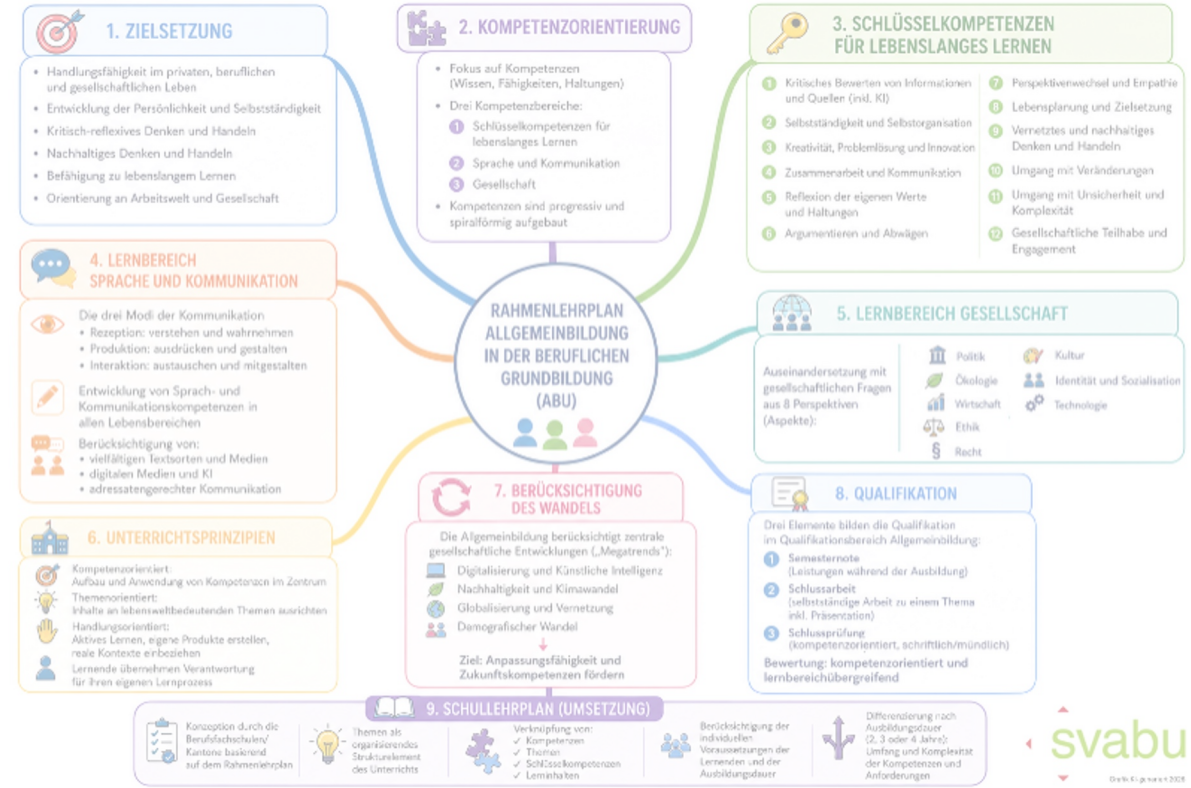 1. ZIELSETZUNG
• Handlungsfähigkeit im privaten, beruflichen
und gesellschaftlichen Leben
• Entwicklung der Persönlichkeit und Selbstständigkeit
• Kritisch-reflexives Denken und Handeln
• Nachhaltiges Denken und Handeln
• Befähigung zu lebenslangem Lernen
• Orientierung an Arbeitswelt und Gesellschaft
2. KOMPETENZORIENTIERUNG
• Fokus auf Kompetenzen
(Wissen, Fähigkeiten, Haltungen)
• Drei Kompetenzbereiche:
1 Schlüsselkompetenzen für
lebenslanges Lernen
2 Sprache und Kommunikation
3 Gesellschaft
• Kompetenzen sind progressiv und
spiralförmig aufgebaut
3. SCHLÜSSELKOMPETENZEN
FÜR LEBENSLANGES LERNEN
1 Kritisches Bewerten von Informationen
und Quellen (inkl. KI)
2 Selbstständigkeit und Selbstorganisation
3 Kreativität, Problemlösung und Innovation
4 Zusammenarbeit und Kommunikation
5 Reflexion der eigenen Werte
und Haltungen
6 Argumentieren und Abwägen
7 Perspektivenwechsel und Empathie
8 Lebensplanung und Zielsetzung
9 Vernetztes und nachhaltiges
Denken und Handeln
10 Umgang mit Veränderungen
11 Umgang mit Unsicherheit und
Komplexität
12 Gesellschaftliche Teilhabe und
Engagement
RAHMENLEHRPLAN
ALLGEMEINBILDUNG
IN DER BERUFLICHEN
GRUNDBILDUNG
(ABU)
4. LERNBEREICH
SPRACHE UND KOMMUNIKATION
Die drei Modi der Kommunikation
• Rezeption: verstehen und wahrnehmen
• Produktion: ausdrücken und gestalten
• Interaktion: austauschen und mitgestalten
Entwicklung von Sprach- und
Kommunikationskompetenzen in
allen Lebensbereichen
Berücksichtigung von:
• vielfältigen Textsorten und Medien
• digitalen Medien und KI
• adressatengerechter Kommunikation
5. LERNBEREICH GESELLSCHAFT
Auseinandersetzung mit
gesellschaftlichen Fragen
aus 8 Perspektiven
(Aspekte):
Politik
Ökologie
Wirtschaft
Ethik
§ Recht
Kultur
Identität und Sozialisation
Technologie
6. UNTERRICHTSPRINZIPIEN
Kompetenzorientiert:
Aufbau und Anwendung von Kompetenzen im Zentrum
Themenorientiert:
Inhalte an lebensweltbedeutenden Themen ausrichten
Handlungsorientiert:
Aktives Lernen, eigene Produkte erstellen,
reale Kontexte einbeziehen
Lernende übernehmen Verantwortung
für ihren eigenen Lernprozess
7. BERÜCKSICHTIGUNG
DES WANDELS
Die Allgemeinbildung berücksichtigt zentrale
gesellschaftliche Entwicklungen („Megatrends"):
Digitalisierung und Künstliche Intelligenz
Nachhaltigkeit und Klimawandel
Globalisierung und Vernetzung
Demografischer Wandel
Ziel: Anpassungsfähigkeit und
Zukunftskompetenzen fördern
8. QUALIFIKATION
Drei Elemente bilden die Qualifikation
im Qualifikationsbereich Allgemeinbildung:
1 Semesternote
(Leistungen während der Ausbildung)
2 Schlussarbeit
(selbstständige Arbeit zu einem Thema
inkl. Präsentation)
3 Schlussprüfung
(kompetenzorientiert, schriftlich/mündlich)
Bewertung: kompetenzorientiert und
lernbereichübergreifend
9. SCHULLEHRPLAN (UMSETZUNG)
Konzeption durch die
Berufsfachschulen/
Kantone basierend
auf dem Rahmenlehrplan
Themen als
organisierendes
Strukturelement
des Unterrichts
Verknüpfung von:
✓ Kompetenzen
✓ Themen
✓ Schlüsselkompetenzen
✓ Lerninhalten
Berücksichtigung der
individuellen
Voraussetzungen der
Lernenden und der
Ausbildungsdauer
Differenzierung nach
Ausbildungsdauer
(2, 3 oder 4 Jahre):
Umfang und Komplexität
der Kompetenzen und
Anforderungen
svabu
Grafik KI-generiert 2026